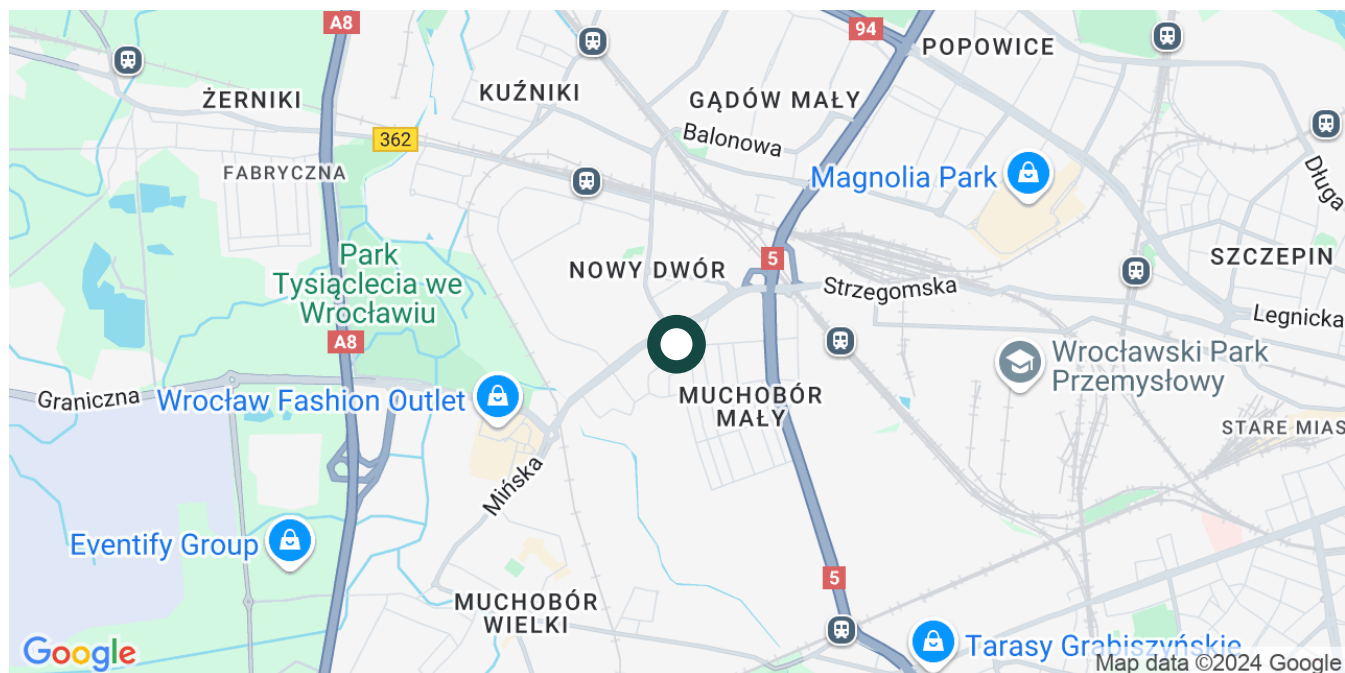 A8
94
POPOWICE
KUŹNIKI
ŻERNIKI
GĄDÓW MAŁY
362
Balonowa
FABRYCZNA
Magnolia Park
Długa
Park
Tysiąclecia we
Wrocławiu
NOWY DWÓR
5
SZCZEPIN
Strzegomska
Legnicka
A8
Wrocławski Park
Przemysłowy
Graniczna
Wrocław Fashion Outlet
MUCHOBÓR
MAŁY
STARE MIAS
Mińska
Eventify Group
5
MUCHOBÓR
WIELKI
Tarasy Grabiszyńskie
Google
Map data ©2024 Google